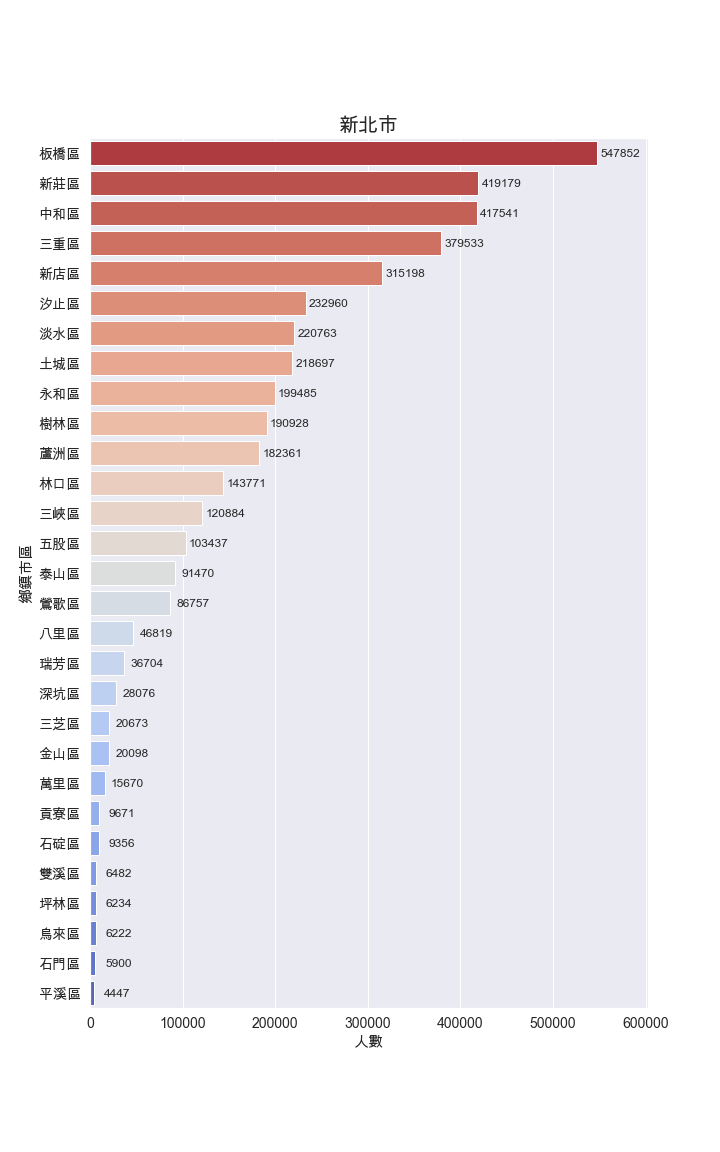 新北市
板橋區 547852
新莊區 419179
中和區 417541
三重區 379533
新店區 315198
汐止區 232960
淡水區 220763
土城區 218697
永和區 199485
樹林區 190928
蘆洲區 182361
林口區 143771
三峽區 120884
五股區 103437
泰山區 91470
鶯歌區 86757
八里區 46819
瑞芳區 36704
深坑區 28076
三芝區 20673
金山區 20098
萬里區 15670
貢寮區 9671
石碇區 9356
雙溪區 6482
坪林區 6234
烏來區 6222
石門區 5900
平溪區 4447
鄉鎮市區
0 100000 200000 300000 400000 500000 600000
人數